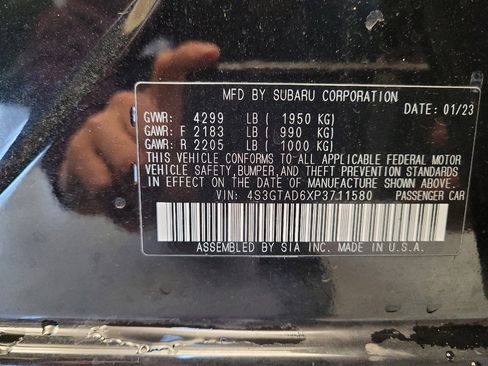 MFD BY SUBARU CORPORATION
DATE: 01/23
GVWR: 4299 LB ( 1950 KG)
GAWR: F 2183 LB ( 990 KG)
GAWR: R 2205 LB ( 1000 KG)
THIS VEHICLE CONFORMS TO ALL APPLICABLE FEDERAL MOTOR
VEHICLE SAFETY, BUMPER, AND THEFT PREVENTION STANDARDS
IN EFFECT ON THE DATE OF MANUFACTURE SHOWN ABOVE.
VIN: 4S3GTAD6XP3711580 PASSENGER CAR
ASSEMBLED BY SIA INC. MADE IN U.S.A.